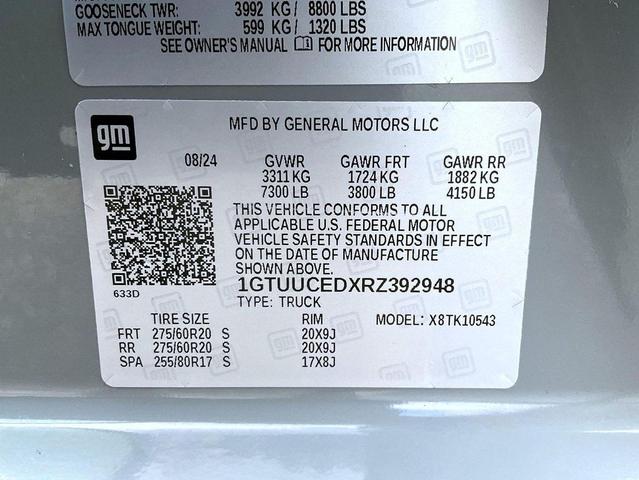 GOOSENECK TWR: 3992 KG/ 8800 LBS
MAX TONGUE WEIGHT: 599 KG/ 1320 LBS
SEE OWNER'S MANUAL FOR MORE INFORMATION
gm
MFD BY GENERAL MOTORS LLC
08/24 GVWR GAWR FRT GAWR RR
3311 KG 1724 KG 1882 KG
7300 LB 3800 LB 4150 LB
THIS VEHICLE CONFORMS TO ALL
APPLICABLE U.S. FEDERAL MOTOR
VEHICLE SAFETY STANDARDS IN EFFECT
ON THE DATE OF MANUFACTURE
SHOWN ABOVE.
1GTUUCEDXRZ392948
633D
TYPE: TRUCK
TIRE SIZE RIM MODEL: X8TK10543
FRT 275/60R20 S 20X9J
RR 275/60R20 S 20X9J
SPA 255/80R17 S 17X8J